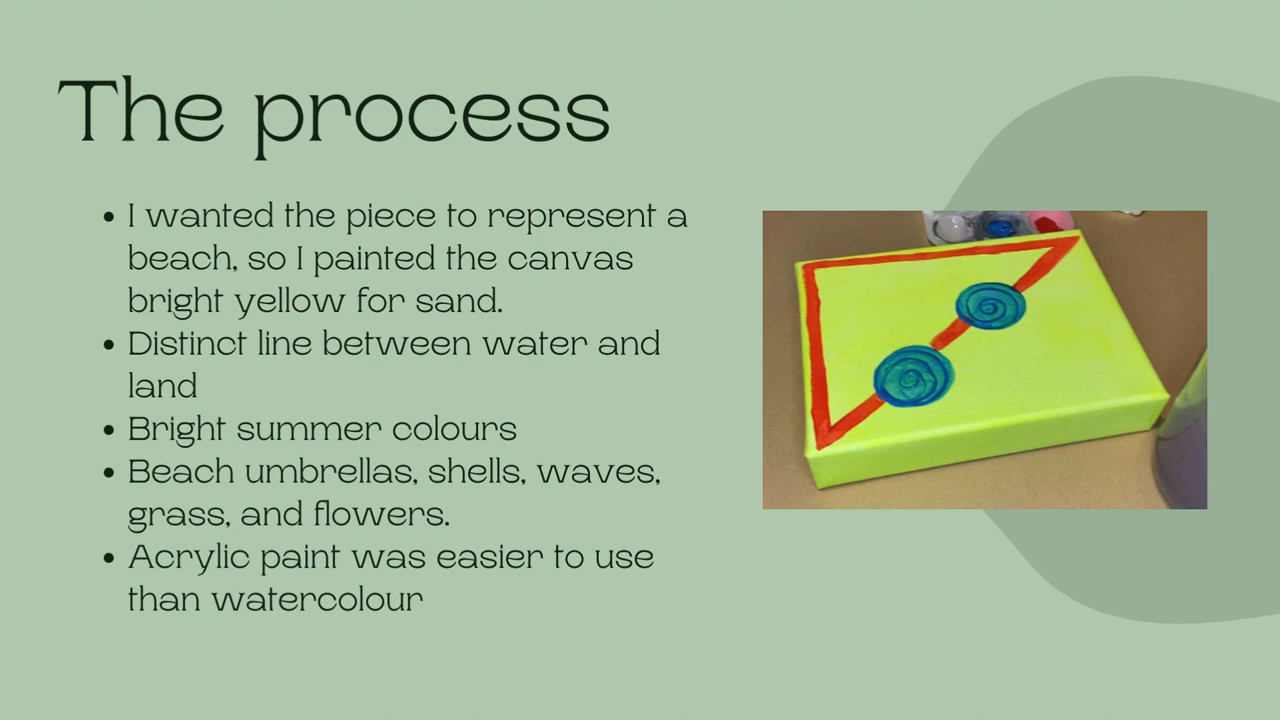 The process
• I wanted the piece to represent a
beach, so I painted the canvas
bright yellow for sand.
• Distinct line between water and
land
• Bright summer colours
• Beach umbrellas, shells, waves,
grass, and flowers.
• Acrylic paint was easier to use
than watercolour